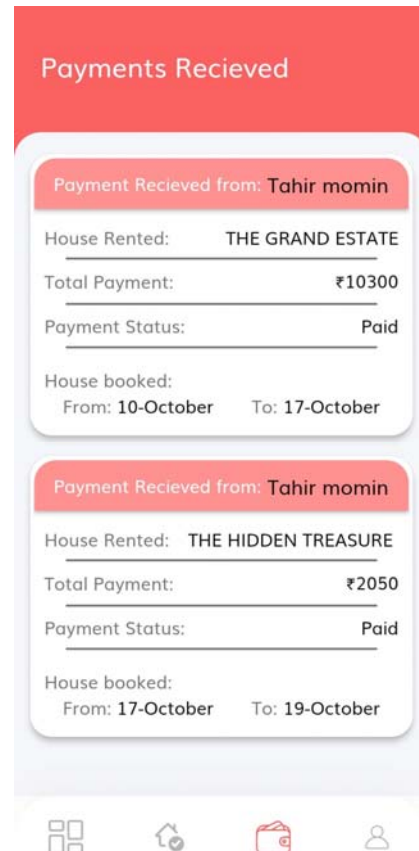 Payments Recieved
Payment Recieved from: Tahir momin
House Rented: THE GRAND ESTATE
Total Payment: ₹10300
Payment Status: Paid
House booked:
From: 10-October To: 17-October
Payment Recieved from: Tahir momin
House Rented: THE HIDDEN TREASURE
Total Payment: ₹2050
Payment Status: Paid
House booked:
From: 17-October To: 19-October